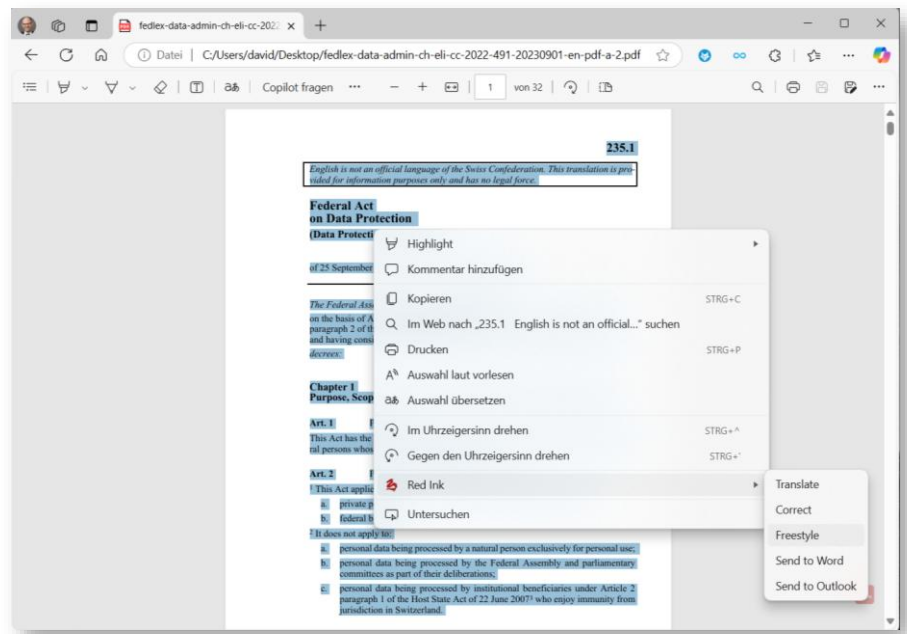 fedlex-data-admin-ch-eli-cc-2022
Datei | C:/Users/david/Desktop/fedlex-data-admin-ch-eli-cc-2022-491-20230901-en-pdf-a-2.pdf
Copilot fragen 1 von 32
235.1
English is not an official language of the Swiss Confederation. This translation is pro-
vided for information purposes only and has no legal force.
Federal Act
on Data Protection
(Data Protecti
of 25 September
The Federal Ass
on the basis of A
paragraph 2 of th
and having cons
decrees:
Chapter 1
Purpose, Scop
Art. 1
This Act has the
ral persons whos
Art. 2
1 This Act applie
a. private p
b. federal b
2 It does not apply to:
a. personal data being processed by a natural person exclusively for personal use;
b. personal data being processed by the Federal Assembly and parliamentary
committees as part of their deliberations;
c. personal data being processed by institutional beneficiaries under Article 2
paragraph 1 of the Host State Act of 22 June 2007³ who enjoy immunity from
jurisdiction in Switzerland.
Highlight
Kommentar hinzufügen
Kopieren STRG+C
Im Web nach „235.1 English is not an official..." suchen
Drucken STRG+P
Auswahl laut vorlesen
Auswahl übersetzen
Im Uhrzeigersinn drehen STRG+^
Gegen den Uhrzeigersinn drehen STRG+`
Red Ink
Untersuchen
Translate
Correct
Freestyle
Send to Word
Send to Outlook